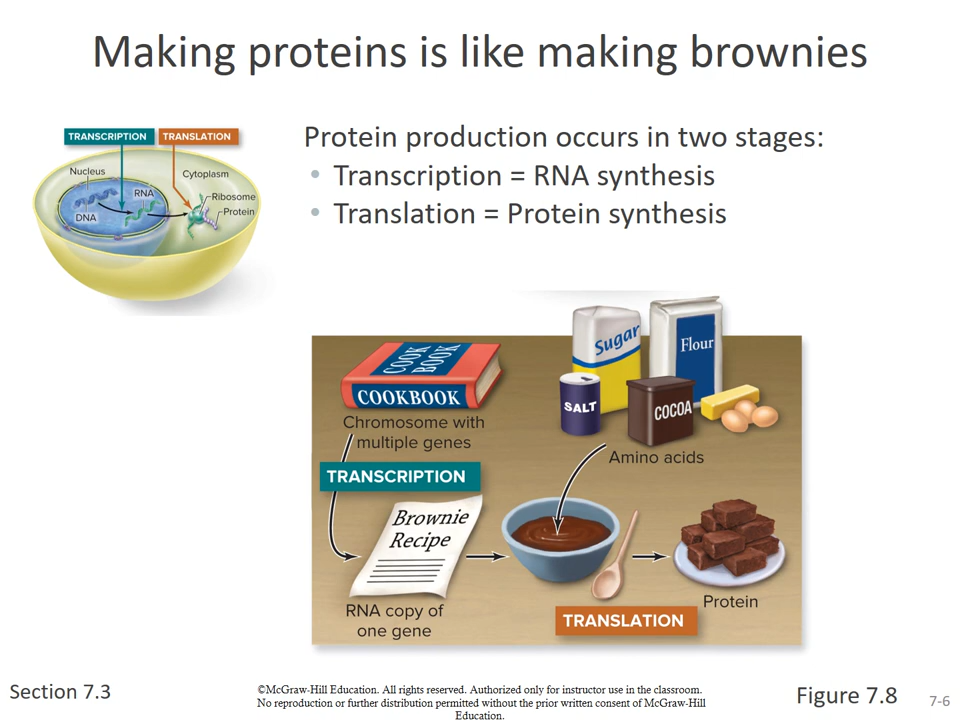 Making proteins is like making brownies
TRANSCRIPTION TRANSLATION
Nucleus
Cytoplasm
RNA
Ribosome
DNA
Protein
Protein production occurs in two stages:
• Transcription = RNA synthesis
• Translation = Protein synthesis
COOK
BOOK
COOKBOOK
Chromosome with
multiple genes
Sugar
Flour
SALT
COCOA
Amino acids
TRANSCRIPTION
Brownie
Recipe
RNA copy of
one gene
TRANSLATION
Protein
Section 7.3
©McGraw-Hill Education. All rights reserved. Authorized only for instructor use in the classroom.
No reproduction or further distribution permitted without the prior written consent of McGraw-Hill
Education.
Figure 7.8
7-6